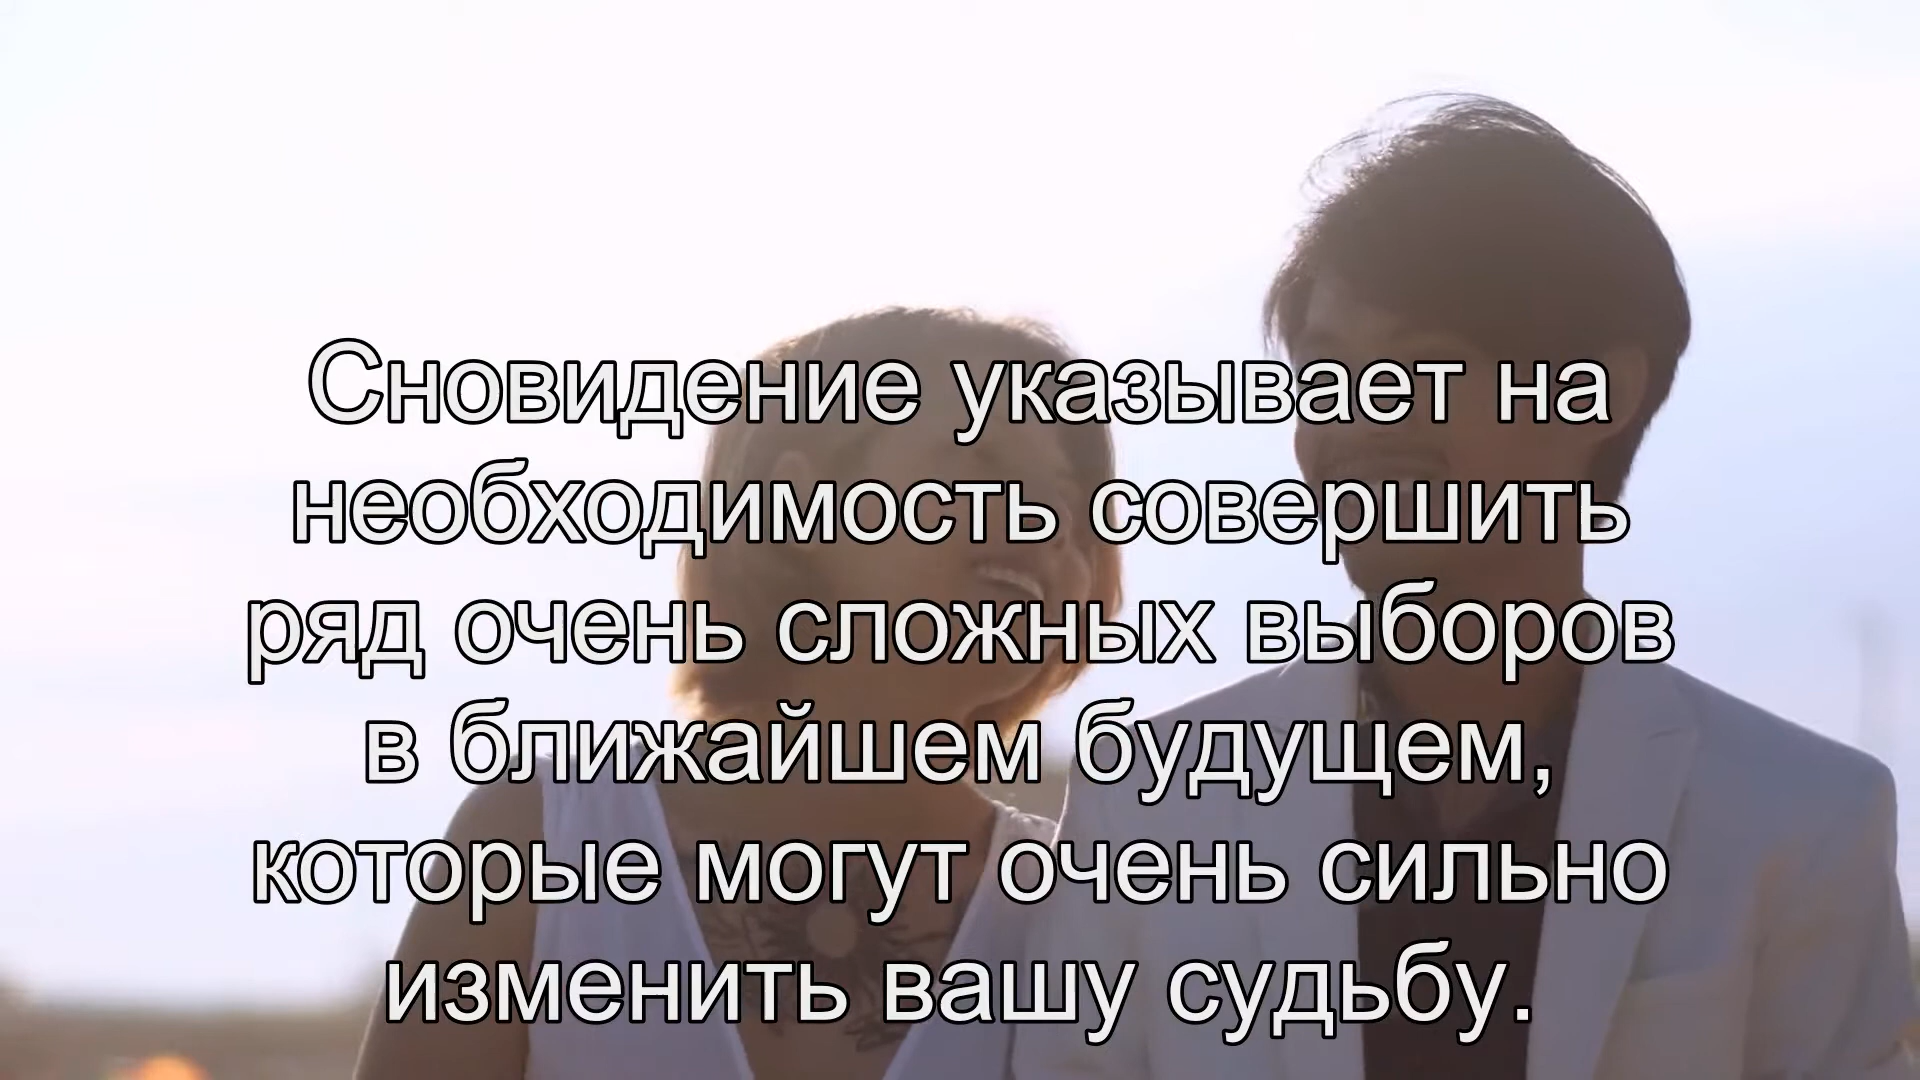 Сновидение указывает на
необходимость совершить
ряд очень сложных выборов
в ближайшем будущем,
которые могут очень сильно
изменить вашу судьбу.